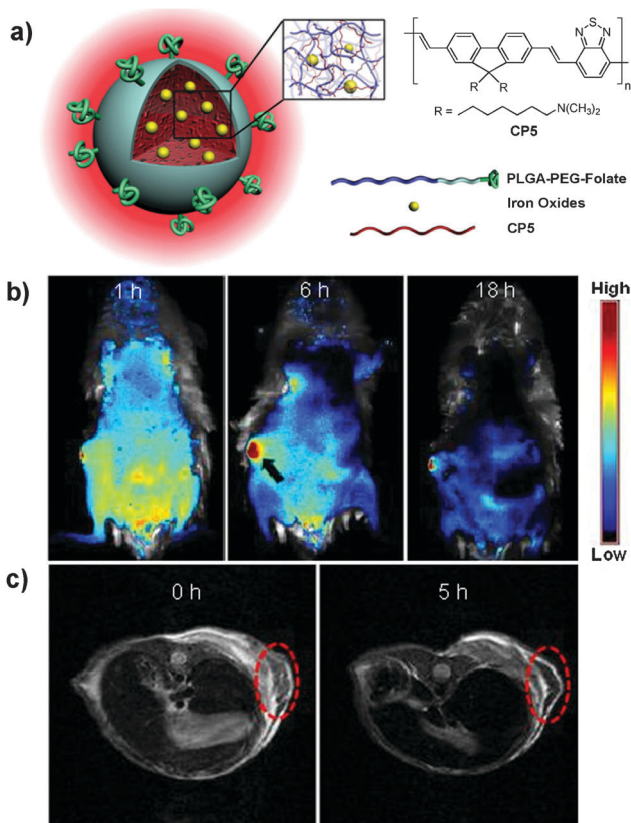 a)
S
N N
n
R R
R = N(CH₃)₂
CP5
PLGA-PEG-Folate
Iron Oxides
CP5
b)
1 h 6 h 18 h
High
Low
c)
0 h 5 h